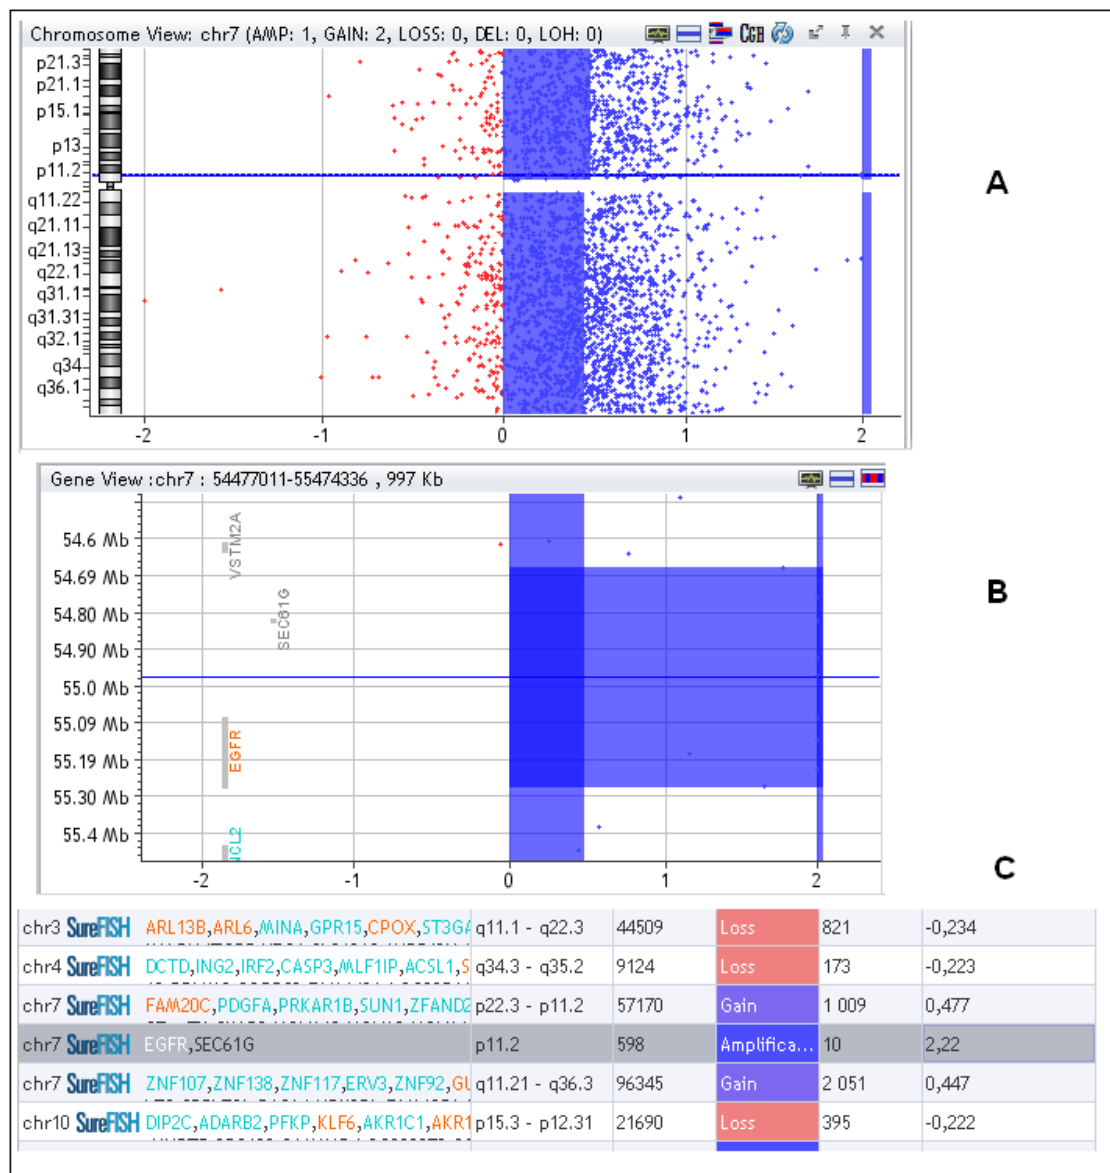 Chromosome View: chr7 (AMP: 1, GAIN: 2, LOSS: 0, DEL: 0, LOH: 0)
CGH
p21.3
p21.1
p15.1
p13
p11.2
q11.22
q21.11
q21.13
q22.1
q31.1
q31.31
q32.1
q34
q36.1
-2 -1 0 1 2
A
Gene View :chr7 : 54477011-55474336 , 997 Kb
54.6 Mb
54.69 Mb
54.80 Mb
54.90 Mb
55.0 Mb
55.09 Mb
55.19 Mb
55.30 Mb
55.4 Mb
VSTM2A
SEC61G
EGFR
NCL2
-2 -1 0 1 2
B
C
chr3 SureFISH ARL13B,ARL6,MINA,GPR15,CPOX,ST3GA q11.1 - q22.3 44509 Loss 821 -0,234
chr4 SureFISH DCTD,ING2,IRF2,CASP3,MLF1IP,ACSL1,S q34.3 - q35.2 9124 Loss 173 -0,223
chr7 SureFISH FAM20C,PDGFA,PRKAR1B,SUN1,ZFAND2 p22.3 - p11.2 57170 Gain 1 009 0,477
chr7 SureFISH EGFR,SEC61G p11.2 598 Amplifica... 10 2,22
chr7 SureFISH ZNF107,ZNF138,ZNF117,ERV3,ZNF92,GU q11.21 - q36.3 96345 Gain 2 051 0,447
chr10 SureFISH DIP2C,ADARB2,PFKP,KLF6,AKR1C1,AKR1 p15.3 - p12.31 21690 Loss 395 -0,222